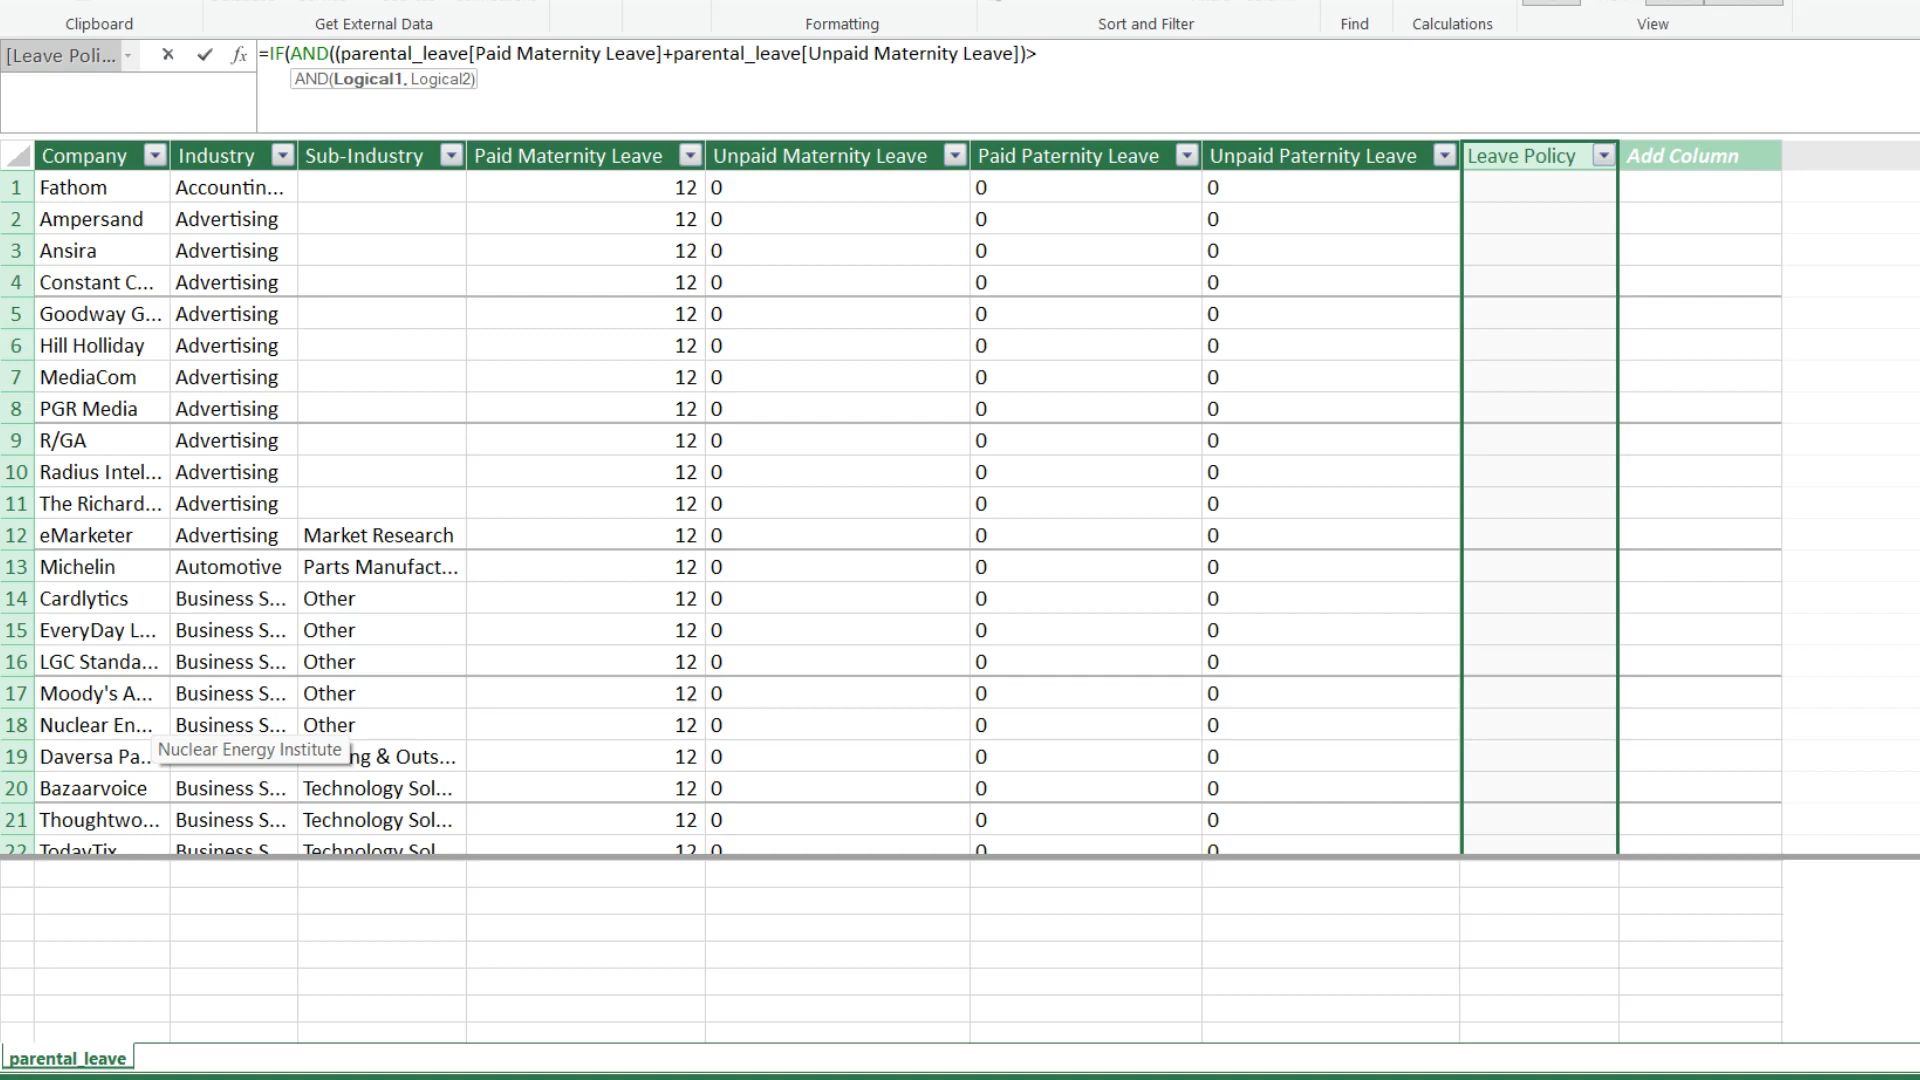 Clipboard Get External Data Formatting Sort and Filter Find Calculations View
[Leave Poli... fx =IF(AND((parental_leave[Paid Maternity Leave]+parental_leave[Unpaid Maternity Leave])>
AND(Logical1, Logical2)
Company Industry Sub-Industry Paid Maternity Leave Unpaid Maternity Leave Paid Paternity Leave Unpaid Paternity Leave Leave Policy Add Column
1 Fathom Accountin... 12 0 0 0
2 Ampersand Advertising 12 0 0 0
3 Ansira Advertising 12 0 0 0
4 Constant C... Advertising 12 0 0 0
5 Goodway G... Advertising 12 0 0 0
6 Hill Holliday Advertising 12 0 0 0
7 MediaCom Advertising 12 0 0 0
8 PGR Media Advertising 12 0 0 0
9 R/GA Advertising 12 0 0 0
10 Radius Intel... Advertising 12 0 0 0
11 The Richard... Advertising 12 0 0 0
12 eMarketer Advertising Market Research 12 0 0 0
13 Michelin Automotive Parts Manufact... 12 0 0 0
14 Cardlytics Business S... Other 12 0 0 0
15 EveryDay L... Business S... Other 12 0 0 0
16 LGC Standa... Business S... Other 12 0 0 0
17 Moody's A... Business S... Other 12 0 0 0
18 Nuclear En... Business S... Other 12 0 0 0
Nuclear Energy Institute
19 Daversa Pa... ng & Outs... 12 0 0 0
20 Bazaarvoice Business S... Technology Sol... 12 0 0 0
21 Thoughtwo... Business S... Technology Sol... 12 0 0 0
22 TodayTix Business S Technology Sol 12 0 0 0
parental_leave